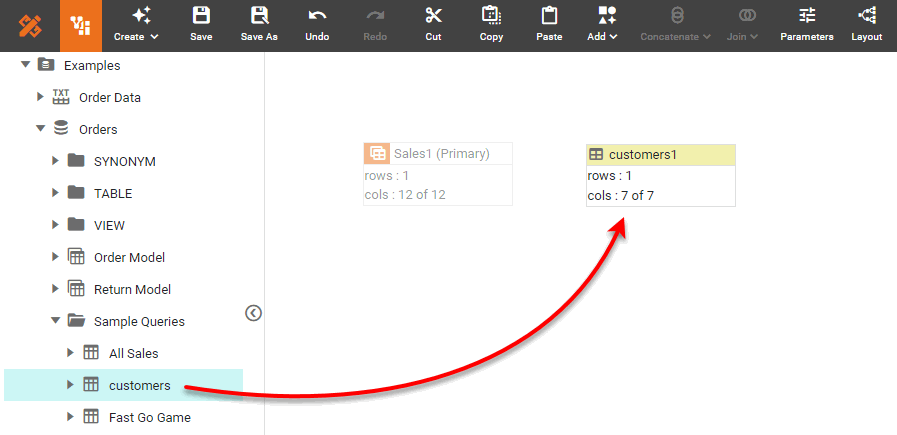 Create
Save
Save As
Undo
Redo
Cut
Copy
Paste
Add
Concatenate
Join
Parameters
Layout
Examples
TXT Order Data
Orders
SYNONYM
TABLE
VIEW
Order Model
Return Model
Sample Queries
All Sales
customers
Fast Go Game
Sales1 (Primary)
rows : 1
cols : 12 of 12
customers1
rows : 1
cols : 7 of 7